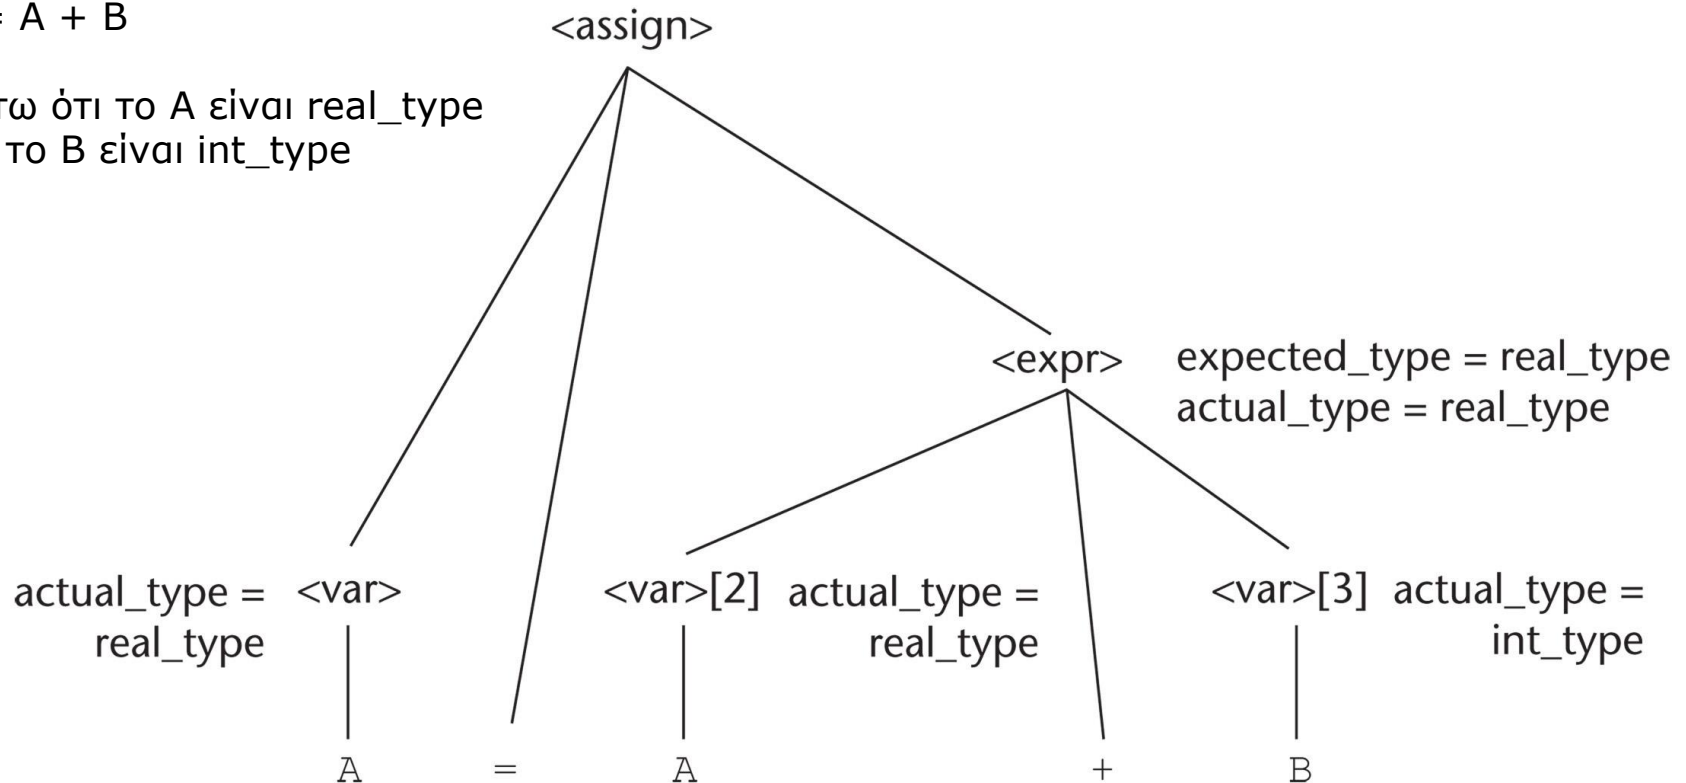 = A + B
τω ότι το Α είναι real_type
το Β είναι int_type
<assign>
<expr>
expected_type = real_type
actual_type = real_type
actual_type = <var>
real_type
<var>[2] actual_type =
real_type
<var>[3] actual_type =
int_type
A = A + B